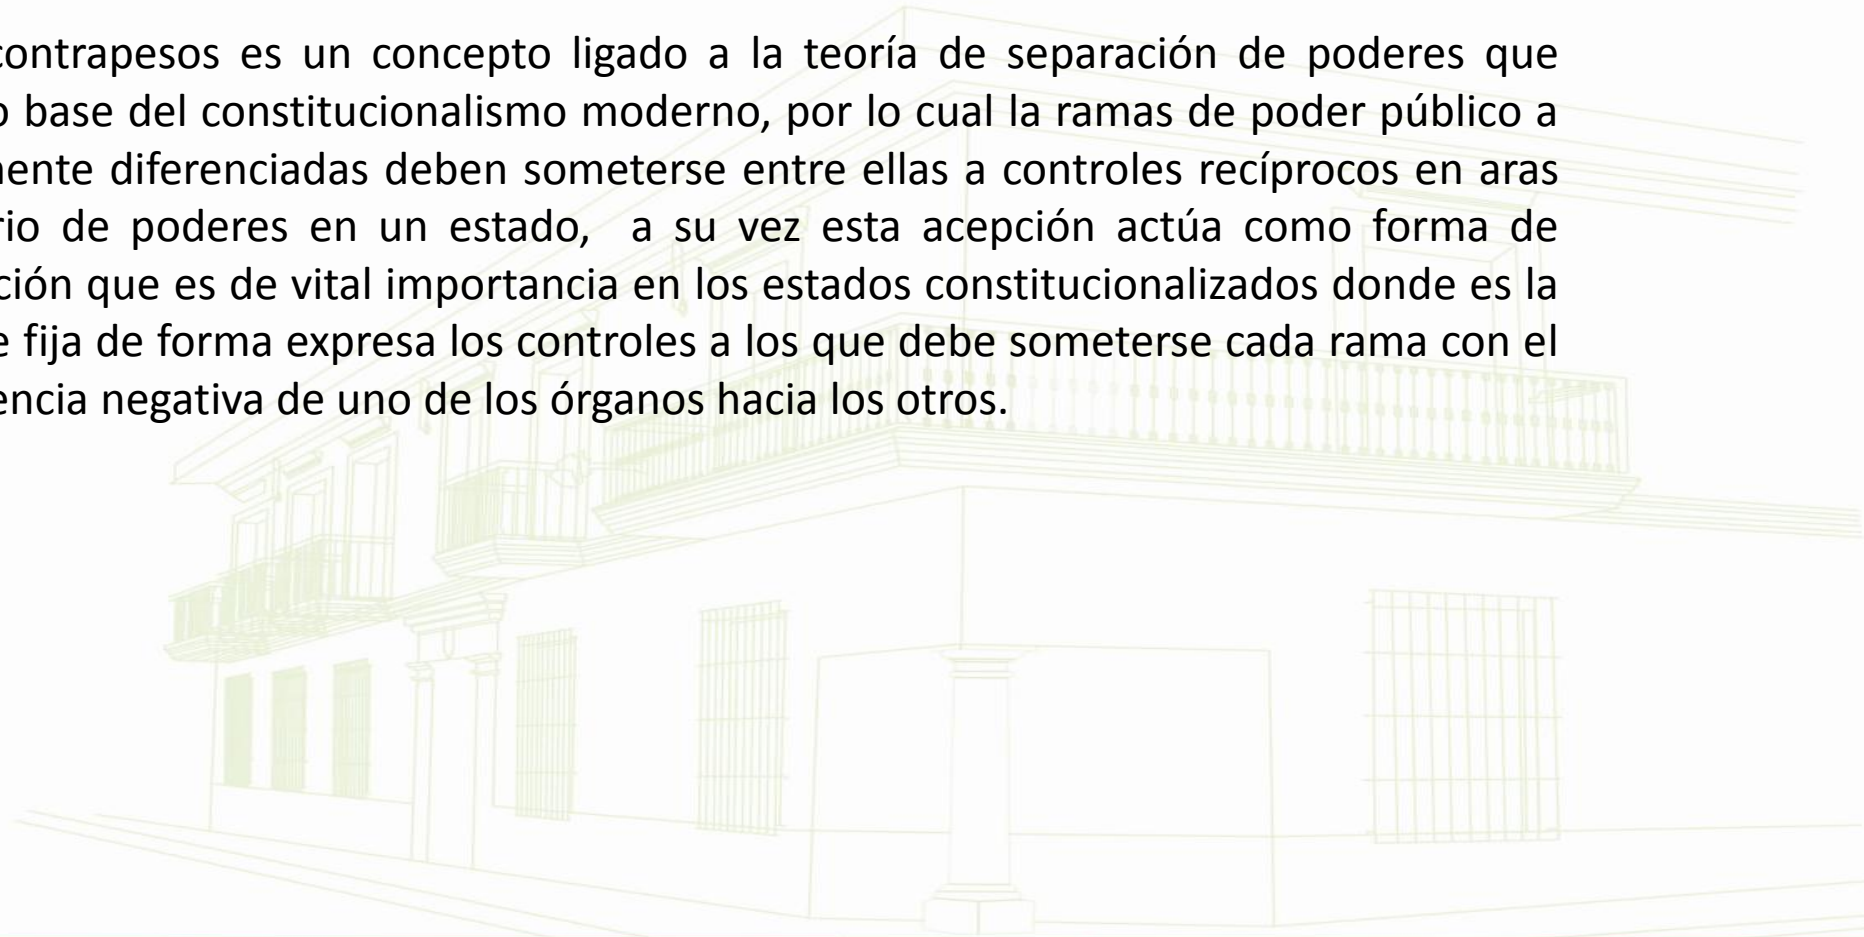 contrapesos es un concepto ligado a la teoría de separación de poderes que
o base del constitucionalismo moderno, por lo cual la ramas de poder público a
mente diferenciadas deben someterse entre ellas a controles recíprocos en aras
rio de poderes en un estado, a su vez esta acepción actúa como forma de
ción que es de vital importancia en los estados constitucionalizados donde es la
e fija de forma expresa los controles a los que debe someterse cada rama con el
encia negativa de uno de los órganos hacia los otros.